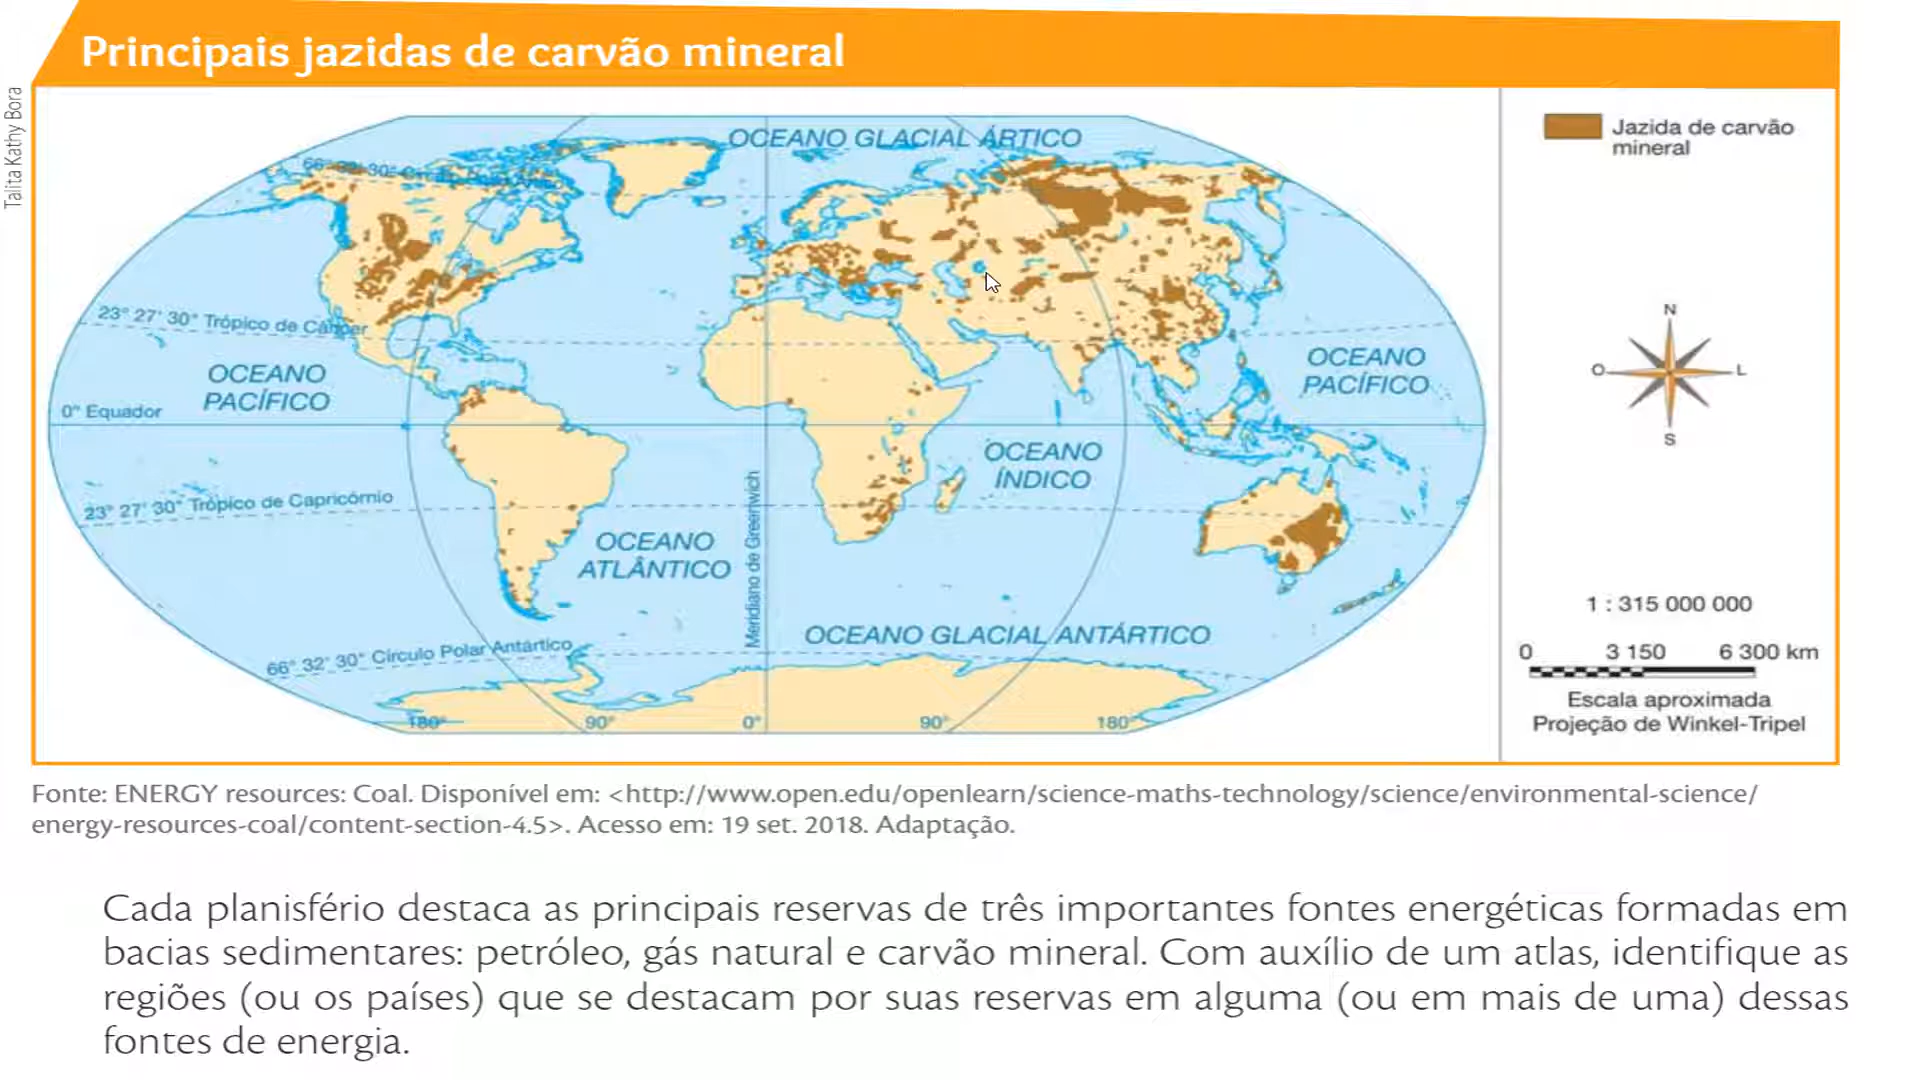 Principais jazidas de carvão mineral
Talita Kathy Bora
OCEANO GLACIAL ÁRTICO
23° 27' 30" Trópico de Câncer
OCEANO
PACÍFICO
0° Equador
23° 27' 30" Trópico de Capricórnio
OCEANO
ATLÂNTICO
Meridiano de Greenwich
OCEANO
ÍNDICO
OCEANO
PACÍFICO
OCEANO GLACIAL ANTÁRTICO
66° 32' 30" Círculo Polar Antártico
180° 90° 0° 90° 180°
Jazida de carvão
mineral
N
O L
S
1 : 315 000 000
0 3 150 6 300 km
Escala aproximada
Projeção de Winkel-Tripel
Fonte: ENERGY resources: Coal. Disponível em: <http://www.open.edu/openlearn/science-maths-technology/science/environmental-science/
energy-resources-coal/content-section-4.5>. Acesso em: 19 set. 2018. Adaptação.
Cada planisfério destaca as principais reservas de três importantes fontes energéticas formadas em
bacias sedimentares: petróleo, gás natural e carvão mineral. Com auxílio de um atlas, identifique as
regiões (ou os países) que se destacam por suas reservas em alguma (ou em mais de uma) dessas
fontes de energia.